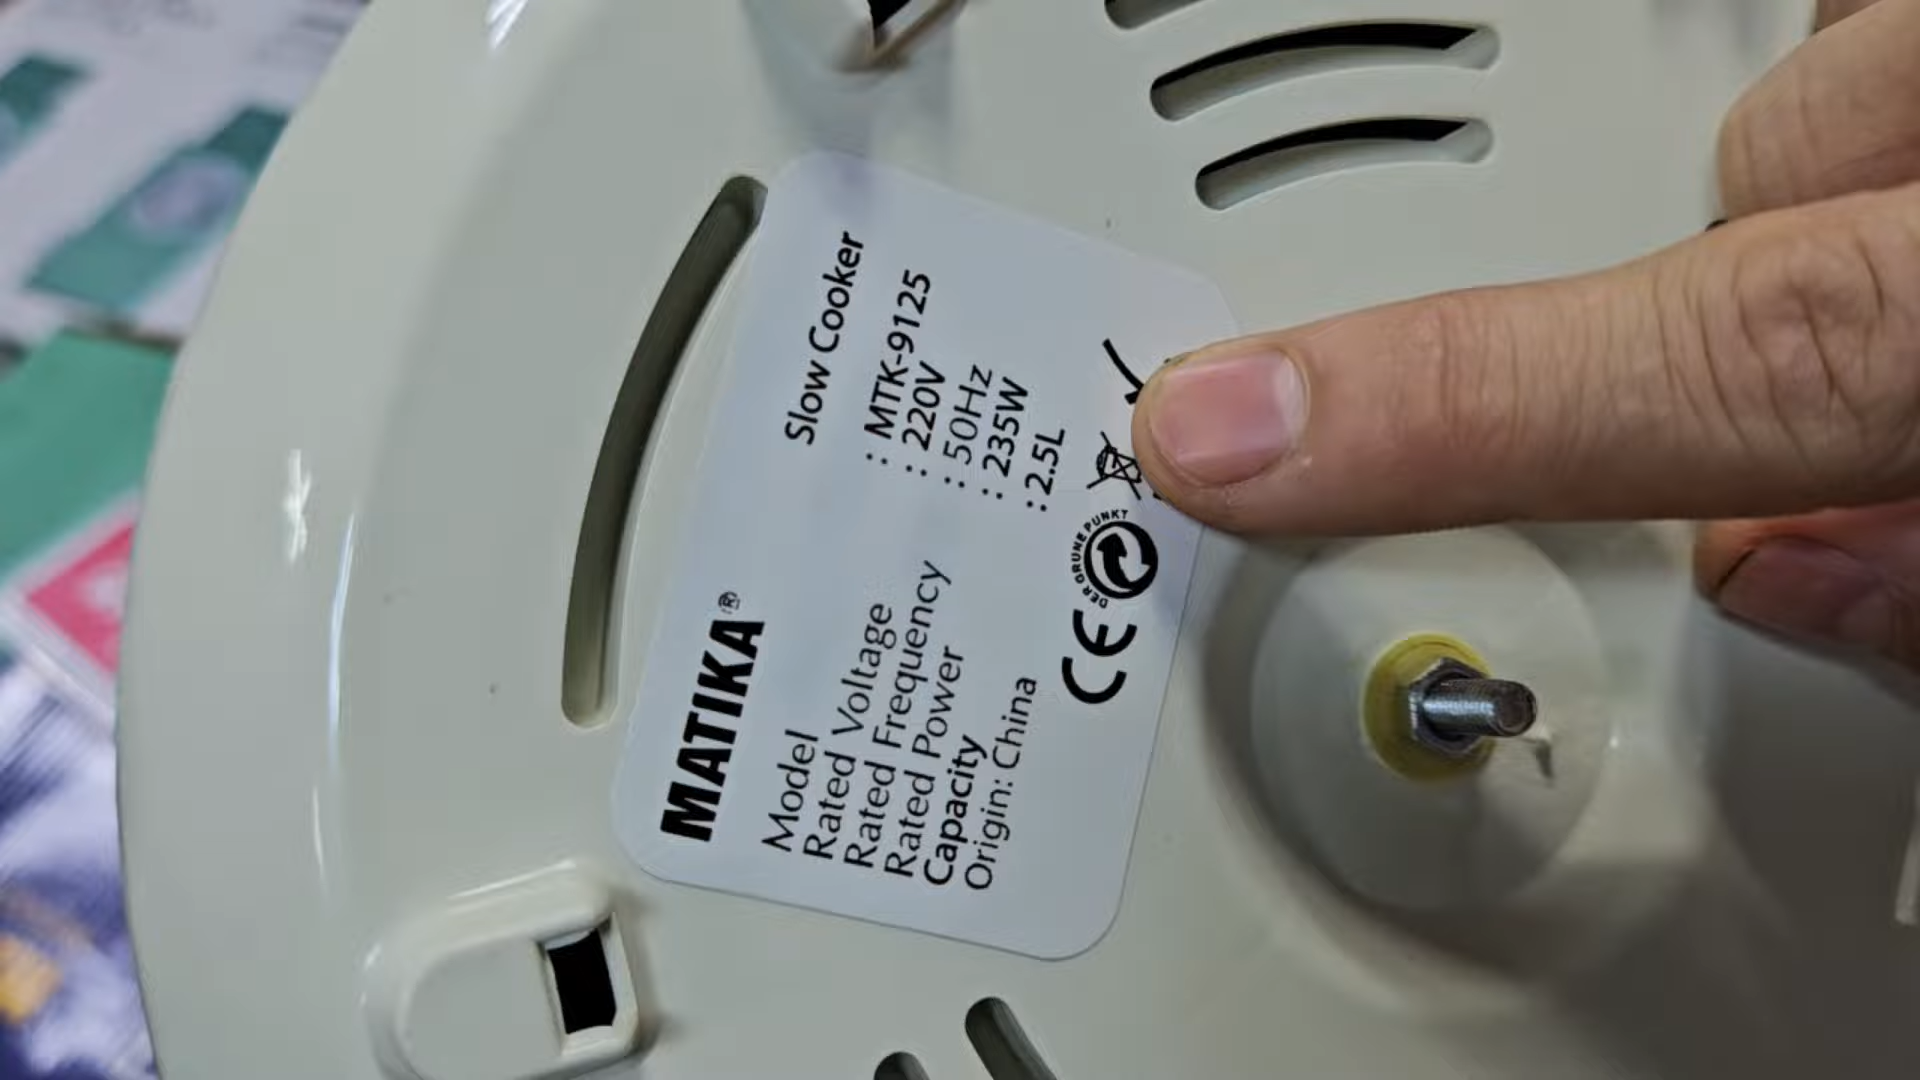 MATIKA®
Slow Cooker
Model : MTK-9125
Rated Voltage : 220V
Rated Frequency : 50Hz
Rated Power : 235W
Capacity : 2.5L
Origin: China
CE
DER GRUNE PUNKT